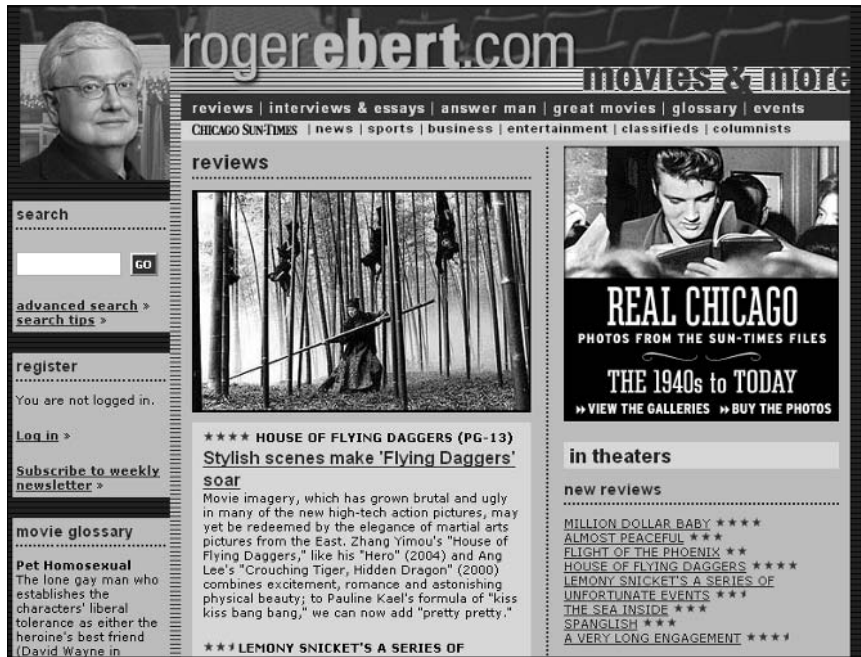 rogerebert.com
movies & more
reviews | interviews & essays | answer man | great movies | glossary | events
CHICAGO SUN-TIMES | news | sports | business | entertainment | classifieds | columnists
search
GO
advanced search »
search tips »
register
You are not logged in.
Log in »
Subscribe to weekly
newsletter »
movie glossary
Pet Homosexual
The lone gay man who
establishes the
characters' liberal
tolerance as either the
heroine's best friend
(David Wayne in
reviews
★★★★ HOUSE OF FLYING DAGGERS (PG-13)
Stylish scenes make 'Flying Daggers'
soar
Movie imagery, which has grown brutal and ugly
in many of the new high-tech action pictures, may
yet be redeemed by the elegance of martial arts
pictures from the East. Zhang Yimou's "House of
Flying Daggers," like his "Hero" (2004) and Ang
Lee's "Crouching Tiger, Hidden Dragon" (2000)
combines excitement, romance and astonishing
physical beauty; to Pauline Kael's formula of "kiss
kiss bang bang," we can now add "pretty pretty."
★★½ LEMONY SNICKET'S A SERIES OF
REAL CHICAGO
PHOTOS FROM THE SUN-TIMES FILES
THE 1940s to TODAY
»VIEW THE GALLERIES »BUY THE PHOTOS
in theaters
new reviews
MILLION DOLLAR BABY ★★★★
ALMOST PEACEFUL ★★★
FLIGHT OF THE PHOENIX ★★
HOUSE OF FLYING DAGGERS ★★★★
LEMONY SNICKET'S A SERIES OF
UNFORTUNATE EVENTS ★★½
THE SEA INSIDE ★★★
SPANGLISH ★★★
A VERY LONG ENGAGEMENT ★★★½